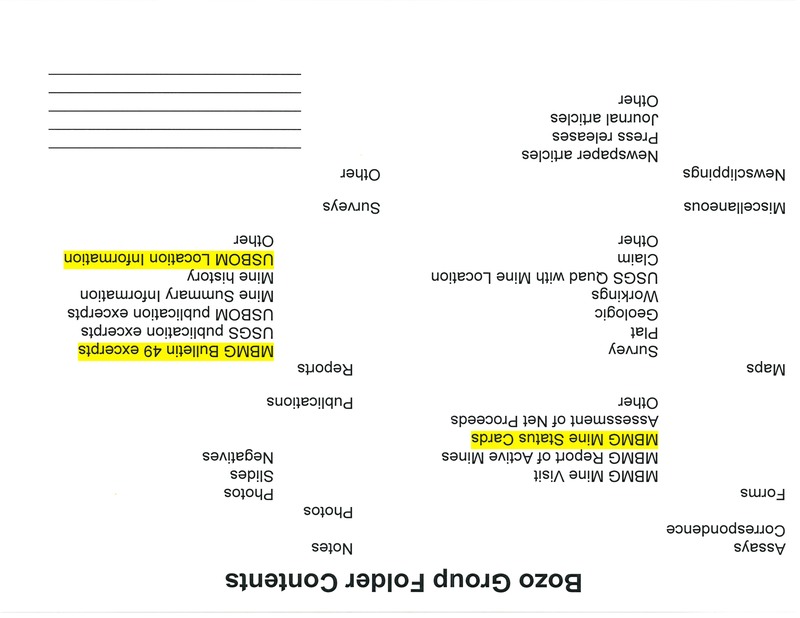 Bozo Group Folder Contents
Assays
Correspondence
Forms
MBMG Mine Visit
MBMG Report of Active Mines
MBMG Mine Status Cards
Assessment of Net Proceeds
Other
Maps
Survey
Plat
Geologic
Workings
USGS Quad with Mine Location
Claim
Other
Miscellaneous
Newsclippings
Newspaper articles
Press releases
Journal articles
Other
Notes
Photos
Photos
Slides
Negatives
Publications
Reports
MBMG Bulletin 49 excerpts
USGS publication excerpts
USBOM publication excerpts
Mine Summary Information
Mine history
USBOM Location Information
Other
Surveys
Other